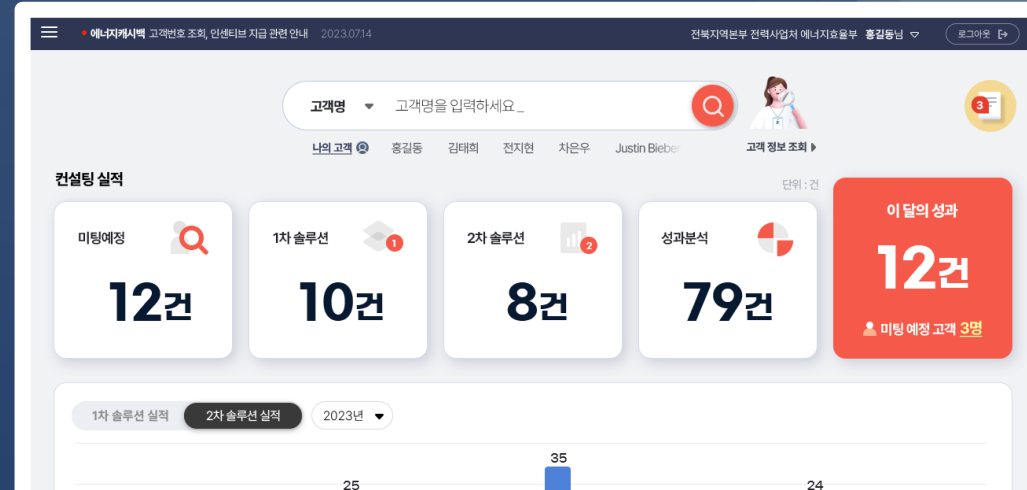 에너지캐시백 고객번호 조회, 인센티브 지급 관련 안내 2023.07.14 전북지역본부 전력사업처 에너지효율부 홍길동님 로그아웃
고객명 고객명을 입력하세요_
3
나의 고객 홍길동 김태희 전지현 차은우 Justin Bieber 고객 정보 조회
컨설팅 실적 단위 : 건
미팅예정
12건
1차 솔루션 1
10건
2차 솔루션 2
8건
성과분석
79건
이 달의 성과
12건
미팅 예정 고객 3명
1차 솔루션 실적 2차 솔루션 실적 2023년
35
25 24